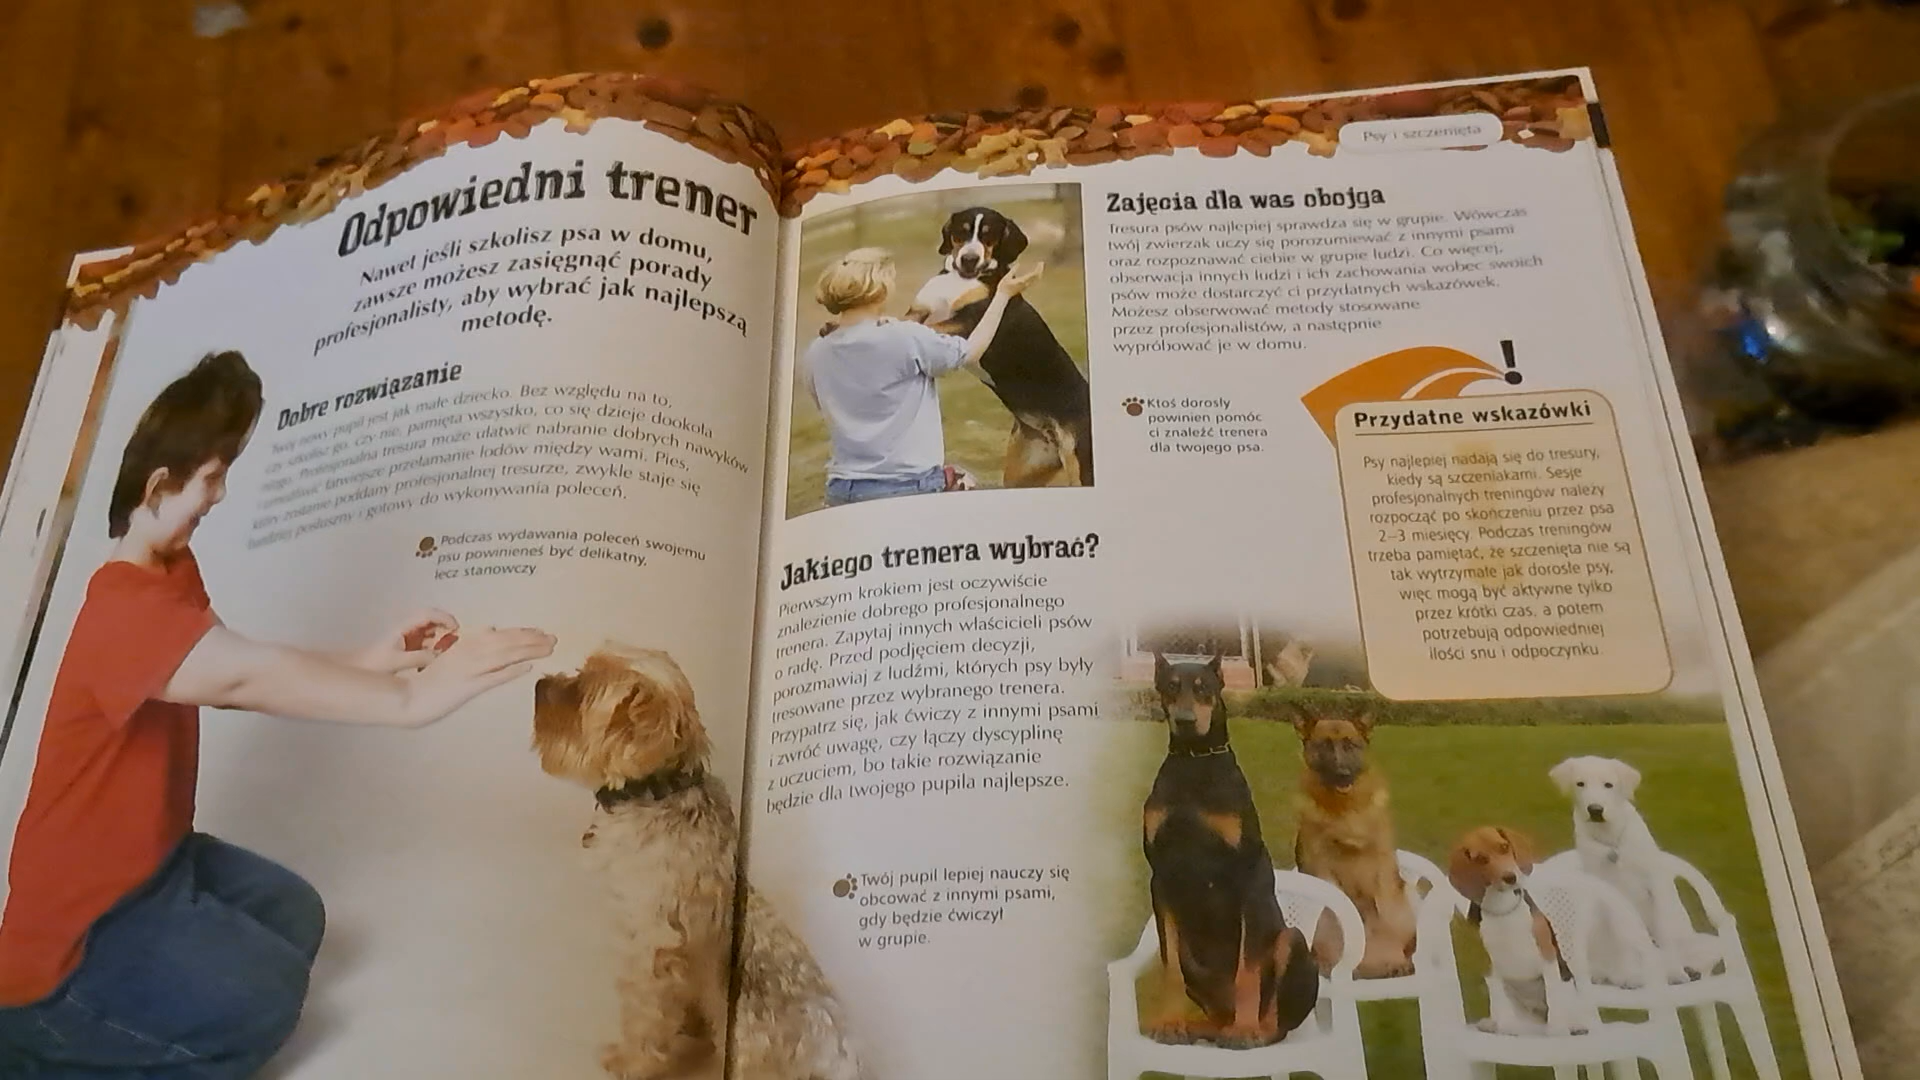 Odpowiedni trener
Nawet jeśli szkolisz psa w domu,
zawsze możesz zasięgnąć porady
profesjonalisty, aby wybrać jak najlepszą
metodę.
Dobre rozwiązanie
Twój nowy pupil jest jak małe dziecko. Bez względu na to,
czy szkolisz go, czy nie, pamięta wszystko, co się dzieje dookoła
niego. Profesjonalna tresura może ułatwić nabranie dobrych nawyków
i umożliwić łatwiejsze przełamanie lodów między wami. Pies,
który zostanie poddany profesjonalnej tresurze, zwykle staje się
bardziej posłuszny i gotowy do wykonywania poleceń.
Podczas wydawania poleceń swojemu
psu powinieneś być delikatny,
lecz stanowczy
Jakiego trenera wybrać?
Pierwszym krokiem jest oczywiście
znalezienie dobrego profesjonalnego
trenera. Zapytaj innych właścicieli psów
o radę. Przed podjęciem decyzji,
porozmawiaj z ludźmi, których psy były
tresowane przez wybranego trenera.
Przypatrz się, jak ćwiczy z innymi psami
i zwróć uwagę, czy łączy dyscyplinę
z uczuciem, bo takie rozwiązanie
będzie dla twojego pupila najlepsze.
Twój pupil lepiej nauczy się
obcować z innymi psami,
gdy będzie ćwiczył
w grupie.
Psy i szczenięta
Zajęcia dla was obojga
Tresura psów najlepiej sprawdza się w grupie. Wówczas
twój zwierzak uczy się porozumiewać z innymi psami
oraz rozpoznawać ciebie w grupie ludzi. Co więcej,
obserwacja innych ludzi i ich zachowania wobec swoich
psów może dostarczyć ci przydatnych wskazówek.
Możesz obserwować metody stosowane
przez profesjonalistów, a następnie
wypróbować je w domu.
Ktoś dorosły
powinien pomóc
ci znaleźć trenera
dla twojego psa.
!
Przydatne wskazówki
Psy najlepiej nadają się do tresury,
kiedy są szczeniakami. Sesje
profesjonalnych treningów należy
rozpocząć po skończeniu przez psa
2–3 miesięcy. Podczas treningów
trzeba pamiętać, że szczenięta nie są
tak wytrzymałe jak dorosłe psy,
więc mogą być aktywne tylko
przez krótki czas, a potem
potrzebują odpowiedniej
ilości snu i odpoczynku.